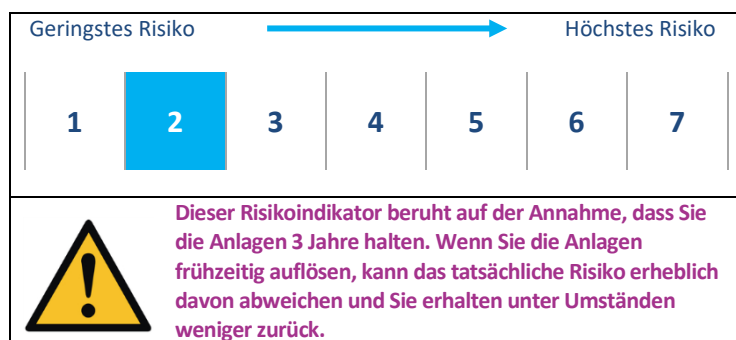 Geringstes Risiko Höchstes Risiko
1 2 3 4 5 6 7
Dieser Risikoindikator beruht auf der Annahme, dass Sie
die Anlagen 3 Jahre halten. Wenn Sie die Anlagen
frühzeitig auflösen, kann das tatsächliche Risiko erheblich
davon abweichen und Sie erhalten unter Umständen
weniger zurück.